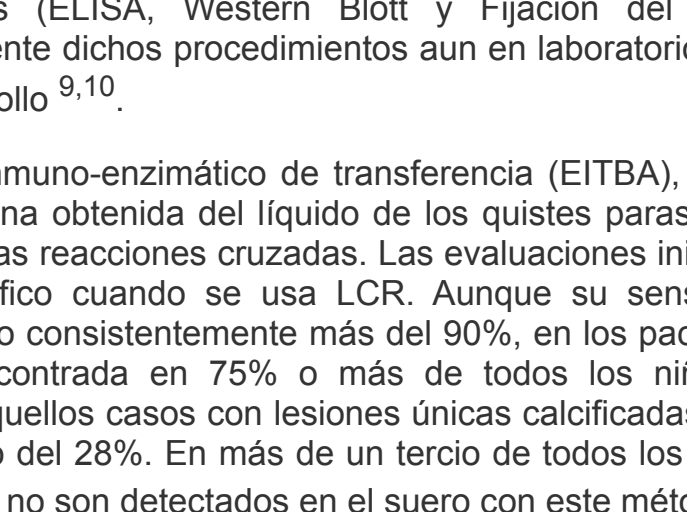 s (ELISA, Western Blott y Fijación del
ente dichos procedimientos aun en laboratorio
ollo 9,10.
nmuno-enzimático de transferencia (EITBA),
na obtenida del líquido de los quistes paras
as reacciones cruzadas. Las evaluaciones ini
fico cuando se usa LCR. Aunque su sens
o consistentemente más del 90%, en los pac
contrada en 75% o más de todos los niñ
quellos casos con lesiones únicas calcificadas
o del 28%. En más de un tercio de todos los
no son detectados en el suero con este méto